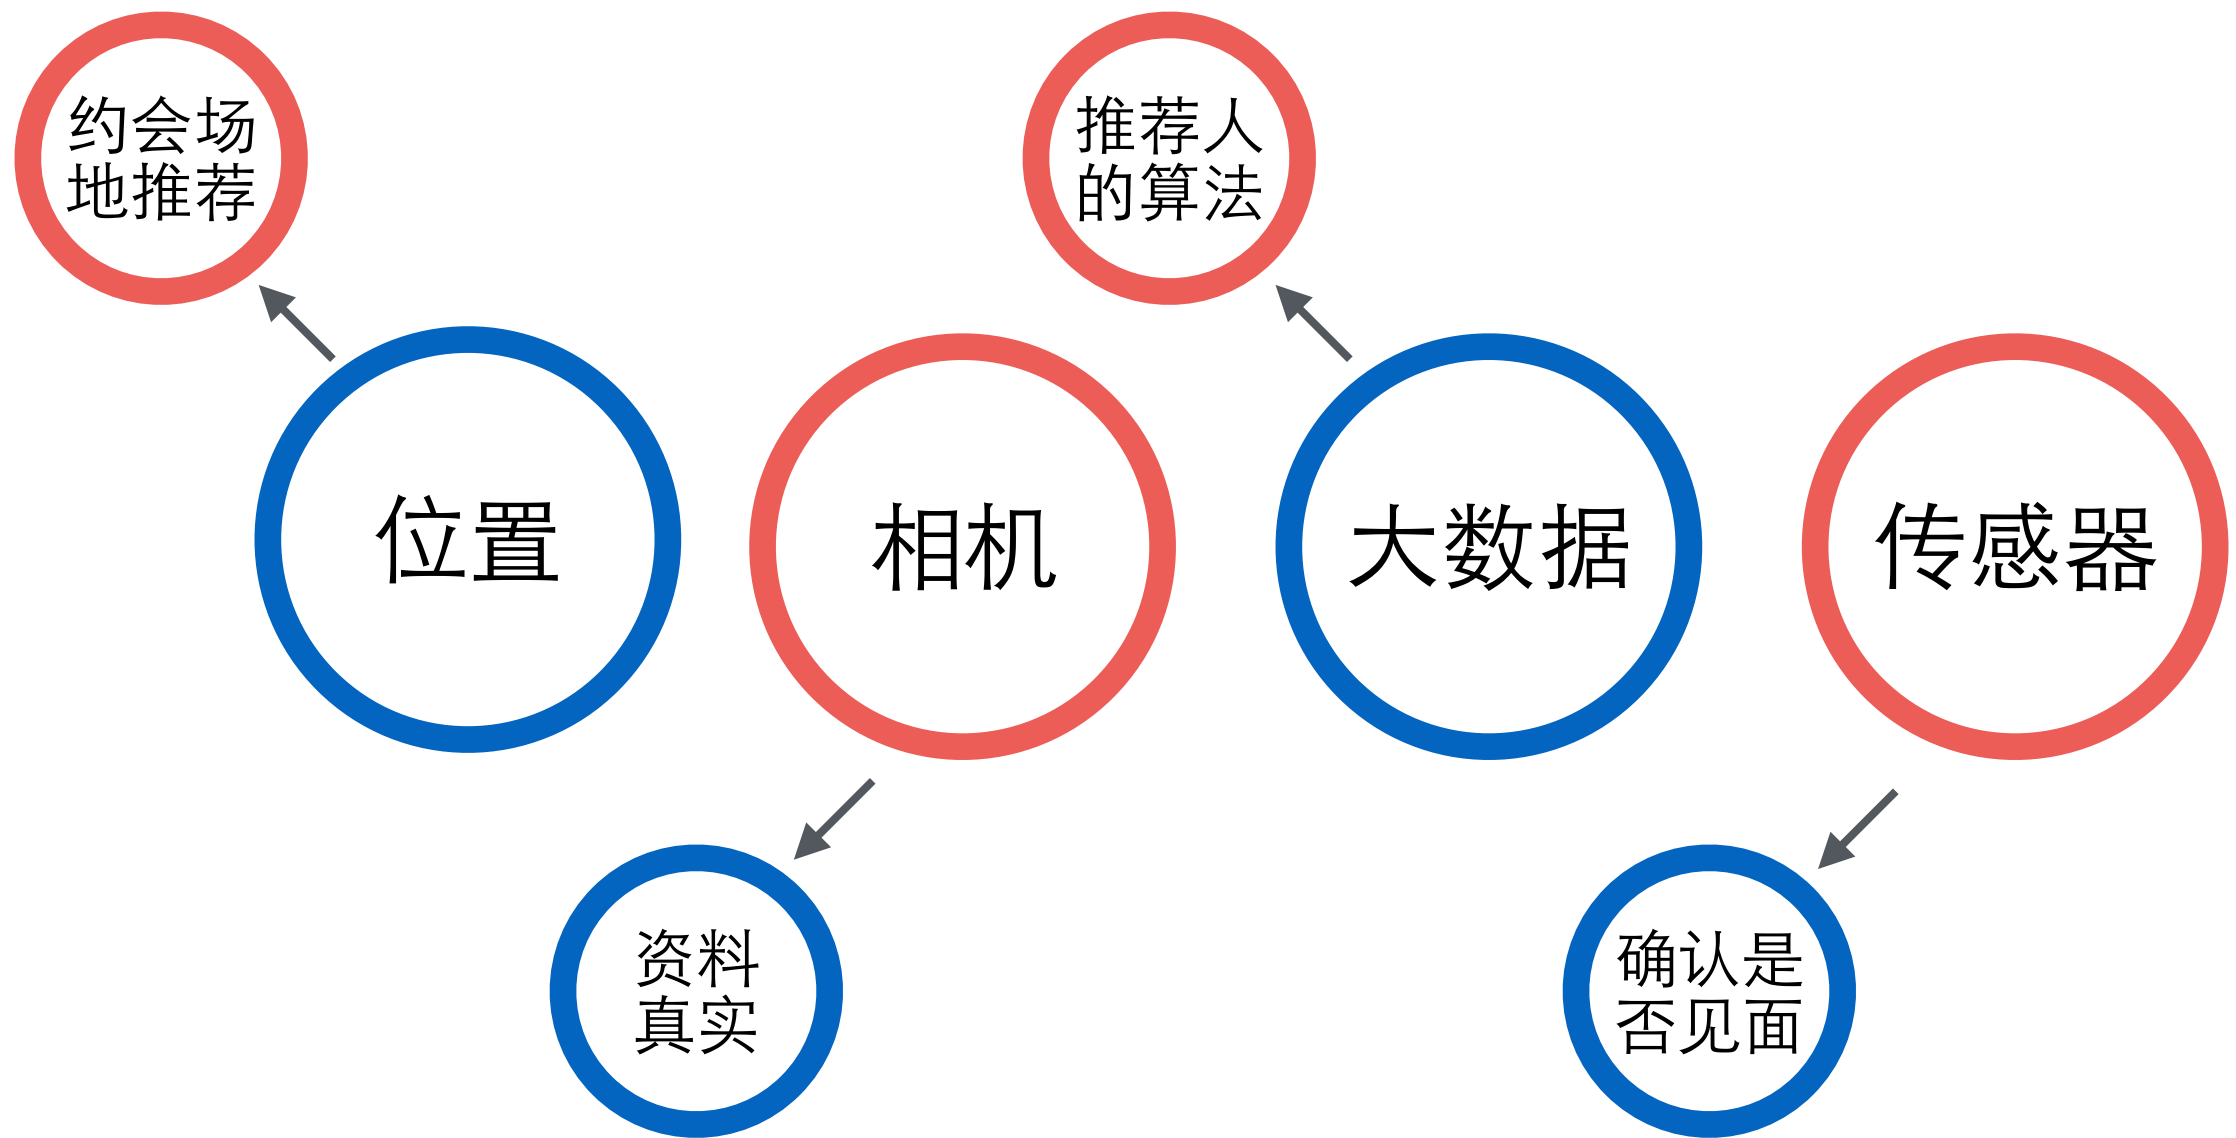 约会场
地推荐
推荐人
的算法
位置
相机
大数据
传感器
资料
真实
确认是
否见面